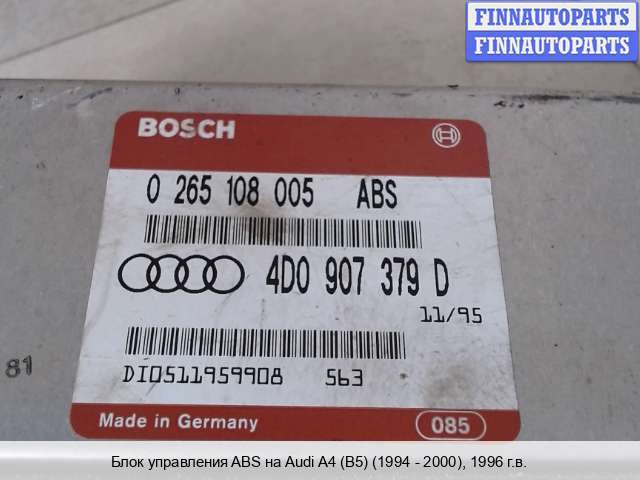 FINNAUTOPARTS
FINNAUTOPARTS
BOSCH
0 265 108 005 ABS
4D0 907 379 D
11/95
DI0511959908 563
81
Made in Germany 085
Блок управления ABS на Audi A4 (B5) (1994 - 2000), 1996 г.в.